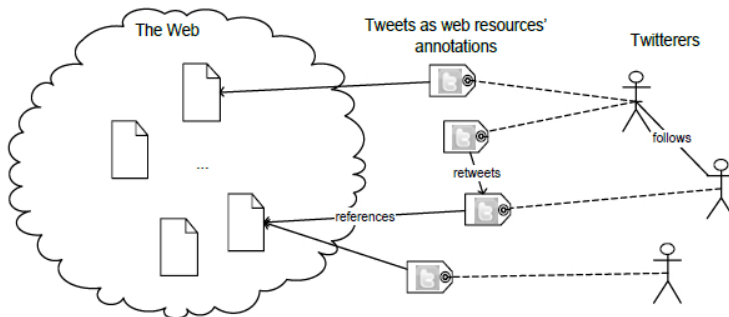 The Web
Tweets as web resources'
annotations
Twitterers
follows
retweets
references
...